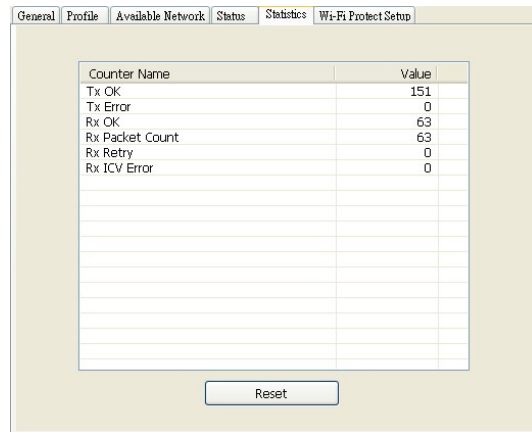 General Profile Available Network Status Statistics Wi-Fi Protect Setup
Counter Name Value
Tx OK 151
Tx Error 0
Rx OK 63
Rx Packet Count 63
Rx Retry 0
Rx ICV Error 0
Reset